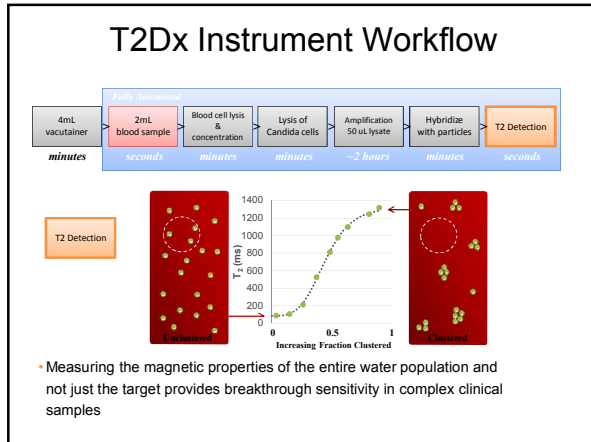 T2Dx Instrument Workflow
Fully Automated
4mL
vacutainer
>
2mL
blood sample
>
Blood cell lysis
&
concentration
>
Lysis of
Candida cells
>
Amplification
50 uL lysate
>
Hybridize
with particles
>
T2 Detection
minutes
seconds
minutes
minutes
~2 hours
minutes
seconds
T2 Detection
Unclustered
T2 (ms)
1400
1200
1000
800
600
400
200
0
0 0.5 1
Increasing Fraction Clustered
Clustered
• Measuring the magnetic properties of the entire water population and
not just the target provides breakthrough sensitivity in complex clinical
samples